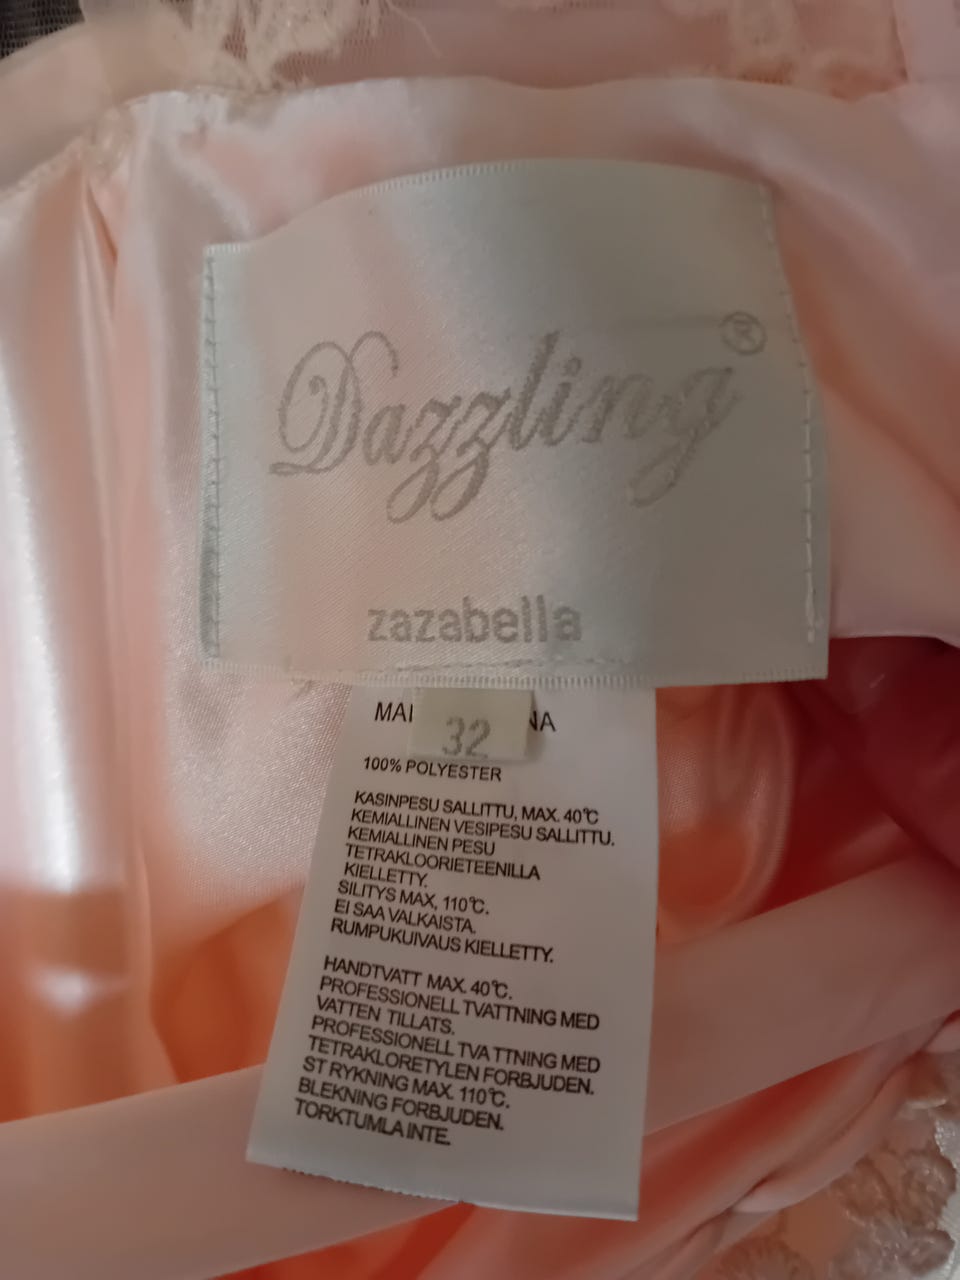 Dazzling®
zazabella
32
100% POLYESTER
KASINPESU SALLITTU, MAX. 40℃
KEMIALLINEN VESIPESU SALLITTU.
KEMIALLINEN PESU
TETRAKLOORIETEENILLA
KIELLETTY.
SILITYS MAX, 110℃.
EI SAA VALKAISTA.
RUMPUKUIVAUS KIELLETTY.
HANDTVATT MAX. 40℃.
PROFESSIONELL TVATTNING MED
VATTEN TILLATS.
PROFESSIONELL TVA TTNING MED
TETRAKLORETYLEN FORBJUDEN.
ST RYKNING MAX. 110℃.
BLEKNING FORBJUDEN.
TORKTUMLA INTE.